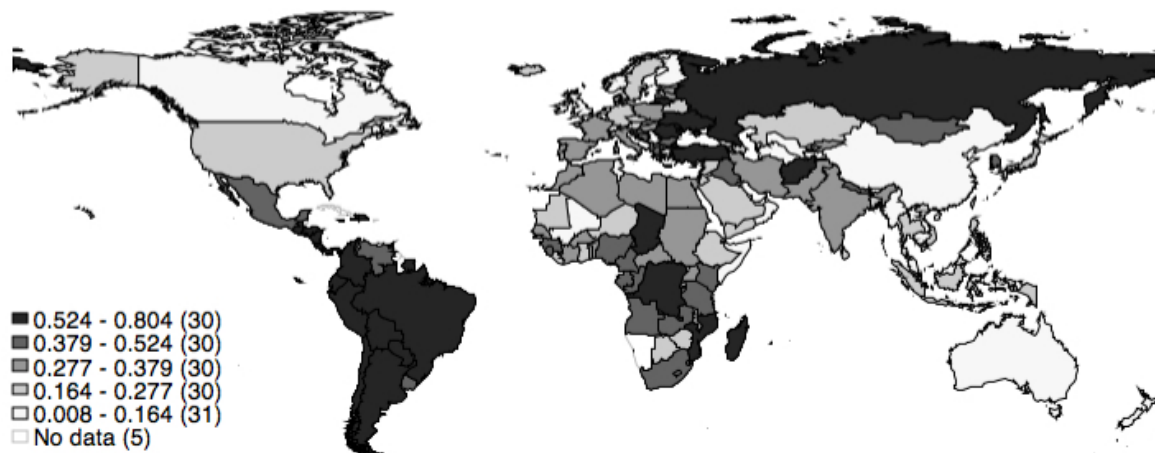 0.524 - 0.804 (30)
0.379 - 0.524 (30)
0.277 - 0.379 (30)
0.164 - 0.277 (30)
0.008 - 0.164 (31)
No data (5)